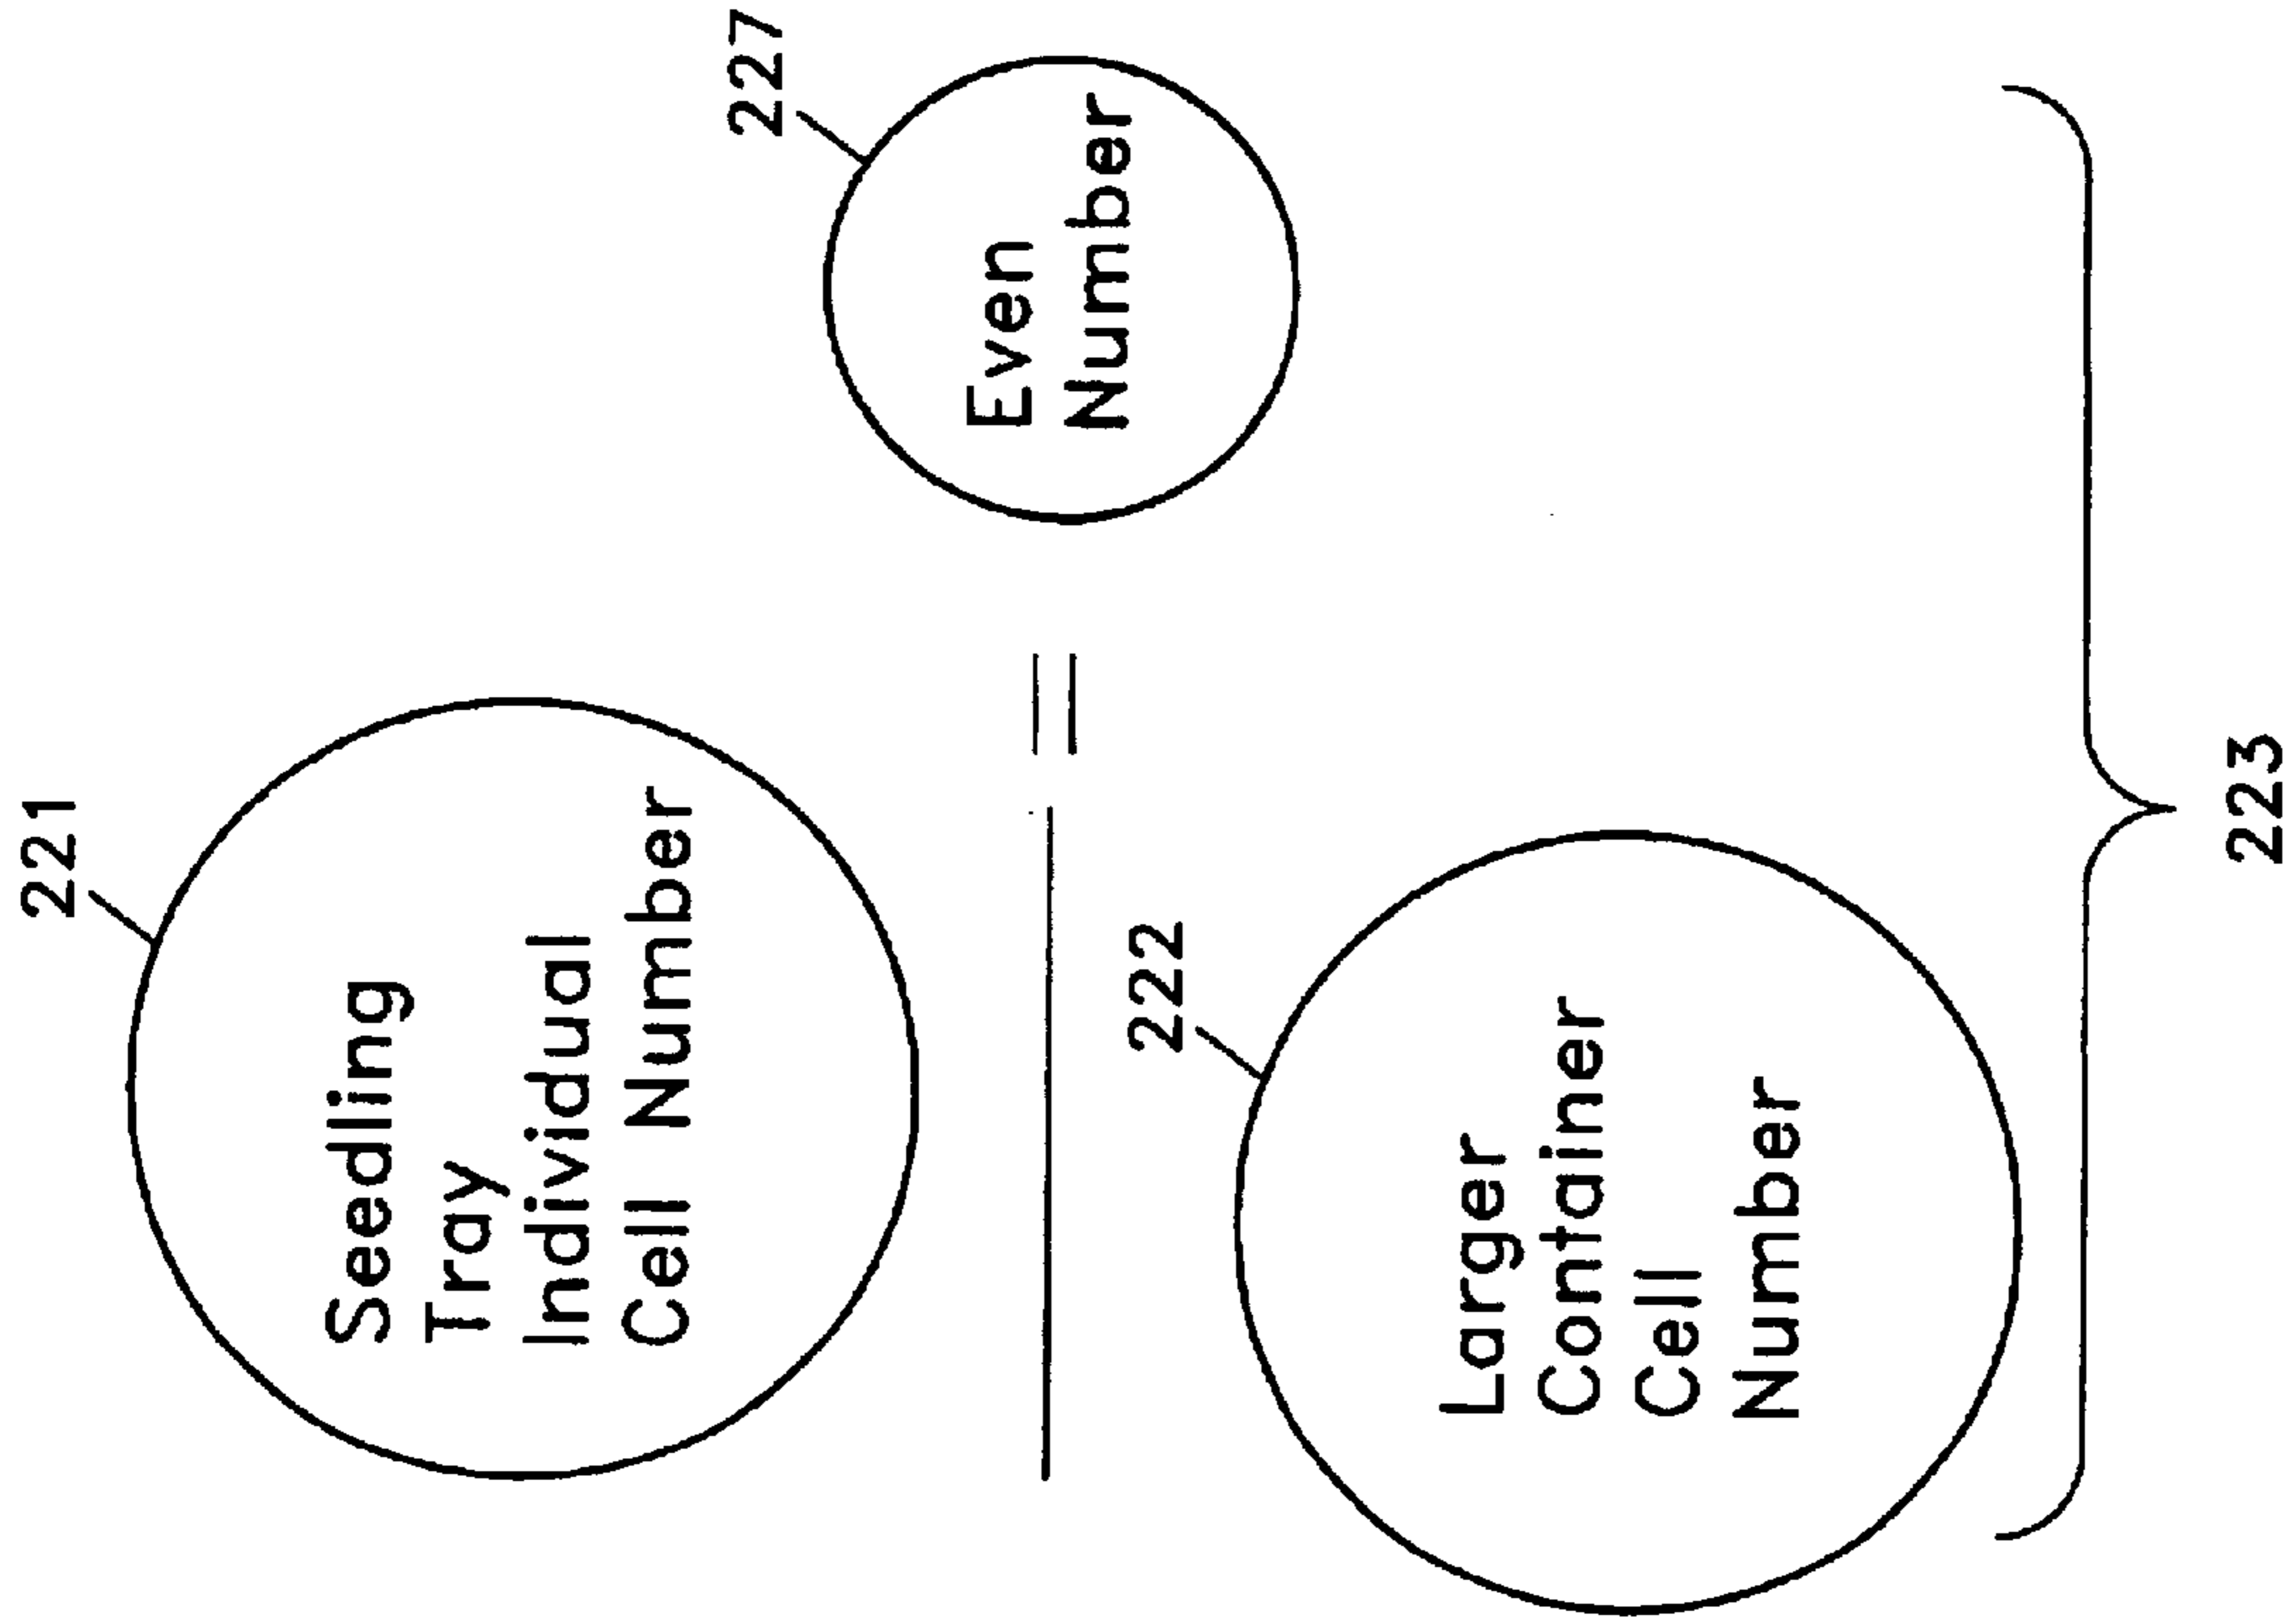 221
Seedling
Tray
Individual
Cell Number
=
227
Even
Number
222
Larger
Container
Cell
Number
223